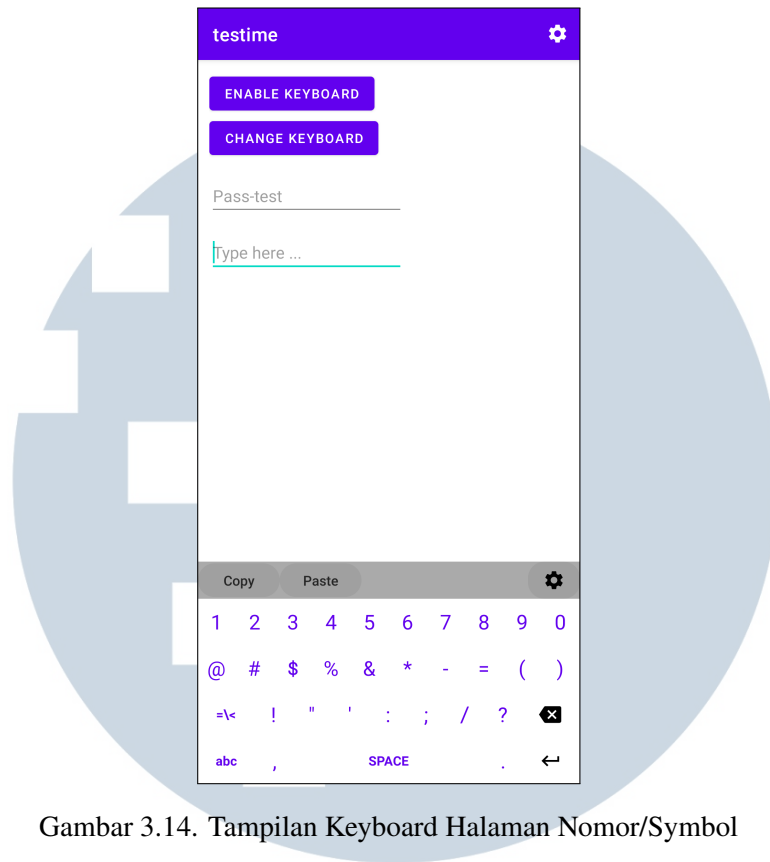 testime
ENABLE KEYBOARD
CHANGE KEYBOARD
Pass-test
Type here ...
Copy Paste
1 2 3 4 5 6 7 8 9 0
@ # $ % & * - = ( )
=\< ! " ' : ; / ?
abc , SPACE .
Gambar 3.14. Tampilan Keyboard Halaman Nomor/Symbol